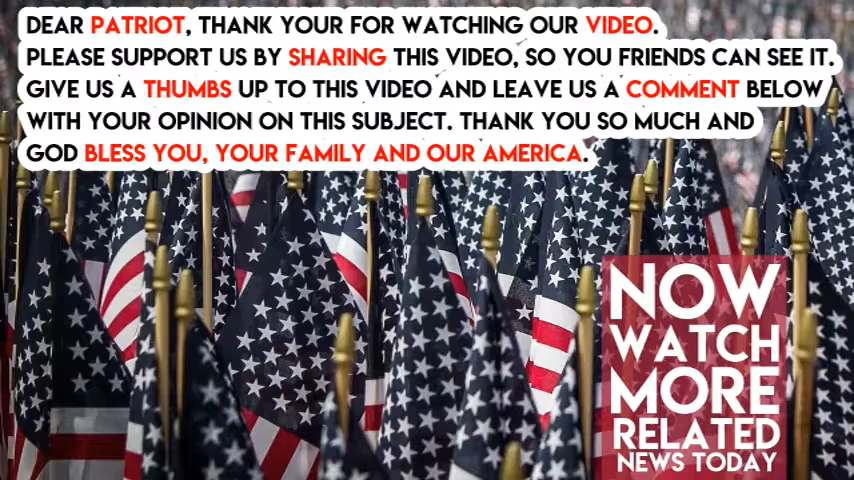 DEAR PATRIOT, THANK YOUR FOR WATCHING OUR VIDEO.
PLEASE SUPPORT US BY SHARING THIS VIDEO, SO YOU FRIENDS CAN SEE IT.
GIVE US A THUMBS UP TO THIS VIDEO AND LEAVE US A COMMENT BELOW
WITH YOUR OPINION ON THIS SUBJECT. THANK YOU SO MUCH AND
GOD BLESS YOU, YOUR FAMILY AND OUR AMERICA.
NOW
WATCH
MORE
RELATED
NEWS TODAY